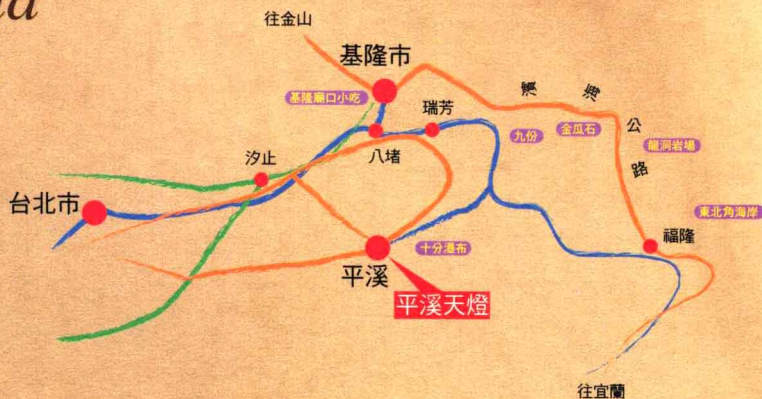 往金山
基隆市
基隆廟口小吃
瑞芳
濱海公路
九份
金瓜石
龍洞岩場
八堵
汐止
台北市
東北角海岸
福隆
十分瀑布
平溪
平溪天燈
往宜蘭